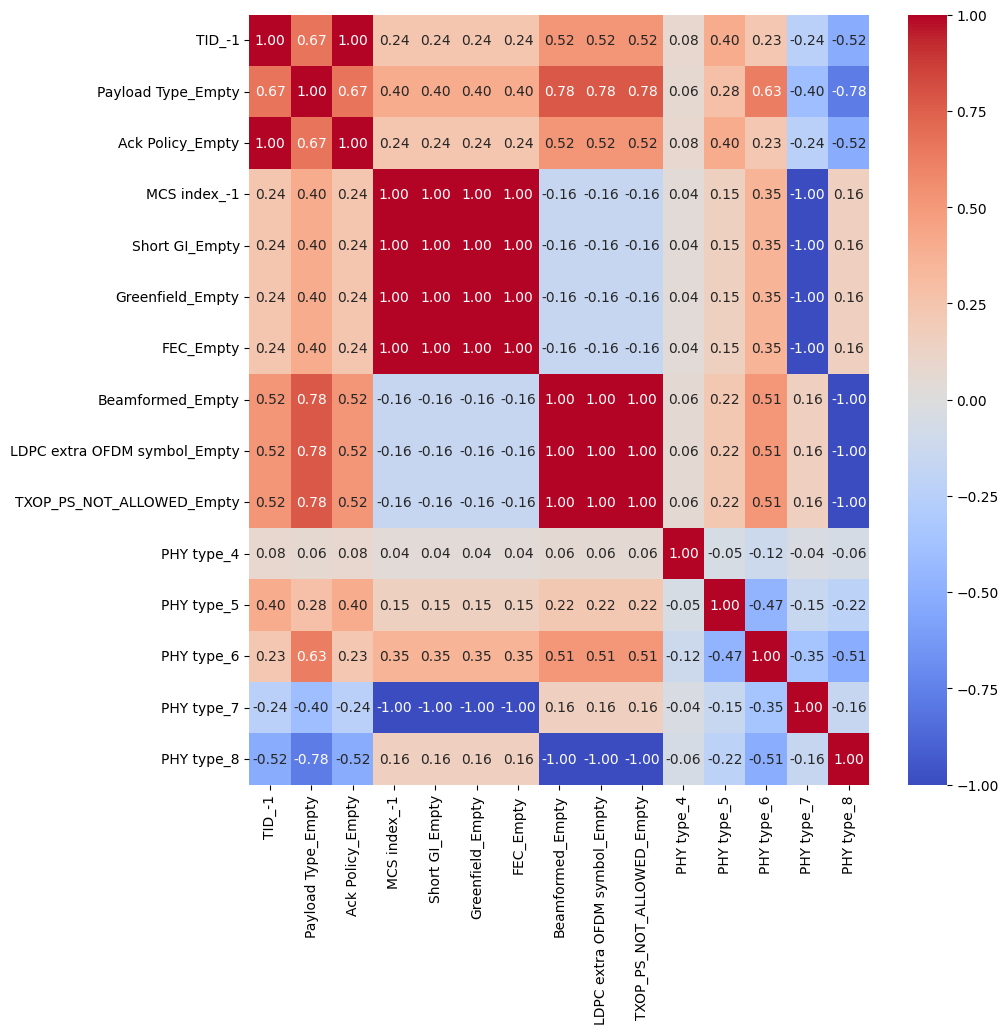 TID_-1 1.00 0.67 1.00 0.24 0.24 0.24 0.24 0.52 0.52 0.52 0.08 0.40 0.23 -0.24 -0.52
Payload Type_Empty 0.67 1.00 0.67 0.40 0.40 0.40 0.40 0.78 0.78 0.78 0.06 0.28 0.63 -0.40 -0.78
Ack Policy_Empty 1.00 0.67 1.00 0.24 0.24 0.24 0.24 0.52 0.52 0.52 0.08 0.40 0.23 -0.24 -0.52
MCS index_-1 0.24 0.40 0.24 1.00 1.00 1.00 1.00 -0.16 -0.16 -0.16 0.04 0.15 0.35 -1.00 0.16
Short GI_Empty 0.24 0.40 0.24 1.00 1.00 1.00 1.00 -0.16 -0.16 -0.16 0.04 0.15 0.35 -1.00 0.16
Greenfield_Empty 0.24 0.40 0.24 1.00 1.00 1.00 1.00 -0.16 -0.16 -0.16 0.04 0.15 0.35 -1.00 0.16
FEC_Empty 0.24 0.40 0.24 1.00 1.00 1.00 1.00 -0.16 -0.16 -0.16 0.04 0.15 0.35 -1.00 0.16
Beamformed_Empty 0.52 0.78 0.52 -0.16 -0.16 -0.16 -0.16 1.00 1.00 1.00 0.06 0.22 0.51 0.16 -1.00
LDPC extra OFDM symbol_Empty 0.52 0.78 0.52 -0.16 -0.16 -0.16 -0.16 1.00 1.00 1.00 0.06 0.22 0.51 0.16 -1.00
TXOP_PS_NOT_ALLOWED_Empty 0.52 0.78 0.52 -0.16 -0.16 -0.16 -0.16 1.00 1.00 1.00 0.06 0.22 0.51 0.16 -1.00
PHY type_4 0.08 0.06 0.08 0.04 0.04 0.04 0.04 0.06 0.06 0.06 1.00 -0.05 -0.12 -0.04 -0.06
PHY type_5 0.40 0.28 0.40 0.15 0.15 0.15 0.15 0.22 0.22 0.22 -0.05 1.00 -0.47 -0.15 -0.22
PHY type_6 0.23 0.63 0.23 0.35 0.35 0.35 0.35 0.51 0.51 0.51 -0.12 -0.47 1.00 -0.35 -0.51
PHY type_7 -0.24 -0.40 -0.24 -1.00 -1.00 -1.00 -1.00 0.16 0.16 0.16 -0.04 -0.15 -0.35 1.00 -0.16
PHY type_8 -0.52 -0.78 -0.52 0.16 0.16 0.16 0.16 -1.00 -1.00 -1.00 -0.06 -0.22 -0.51 -0.16 1.00
TID_-1
Payload Type_Empty
Ack Policy_Empty
MCS index_-1
Short GI_Empty
Greenfield_Empty
FEC_Empty
Beamformed_Empty
LDPC extra OFDM symbol_Empty
TXOP_PS_NOT_ALLOWED_Empty
PHY type_4
PHY type_5
PHY type_6
PHY type_7
PHY type_8
1.00
0.75
0.50
0.25
0.00
−0.25
−0.50
−0.75
−1.00